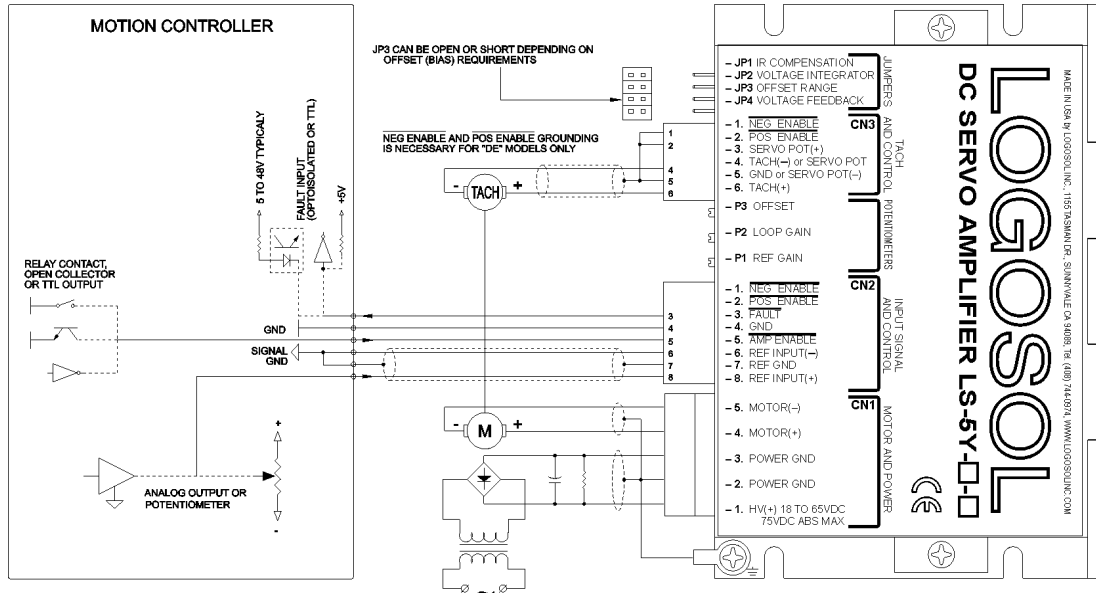 MOTION CONTROLLER
JP3 CAN BE OPEN OR SHORT DEPENDING ON
OFFSET (BIAS) REQUIREMENTS
NEG ENABLE AND POS ENABLE GROUNDING
IS NECESSARY FOR "DE" MODELS ONLY
5 TO 48V TYPICALY
FAULT INPUT
(OPTOISOLATED OR TTL)
+5V
RELAY CONTACT,
OPEN COLLECTOR
OR TTL OUTPUT
GND
SIGNAL
GND
+
-
ANALOG OUTPUT OR
POTENTIOMETER
- TACH +
- M +
1
2
4
5
6
3
4
5
6
7
8
JUMPERS
– JP1 IR COMPENSATION
– JP2 VOLTAGE INTEGRATOR
– JP3 OFFSET RANGE
– JP4 VOLTAGE FEEDBACK
CN3
TACH
AND CONTROL
– 1. NEG ENABLE
– 2. POS ENABLE
– 3. SERVO POT(+)
– 4. TACH(–) or SERVO POT
– 5. GND or SERVO POT(–)
– 6. TACH(+)
POTENTIOMETERS
– P3 OFFSET
– P2 LOOP GAIN
– P1 REF GAIN
CN2
INPUT SIGNAL
AND CONTROL
– 1. NEG ENABLE
– 2. POS ENABLE
– 3. FAULT
– 4. GND
– 5. AMP ENABLE
– 6. REF INPUT(–)
– 7. REF GND
– 8. REF INPUT(+)
CN1
MOTOR AND POWER
– 5. MOTOR(–)
– 4. MOTOR(+)
– 3. POWER GND
– 2. POWER GND
– 1. HV(+) 18 TO 65VDC
75VDC ABS MAX
DC SERVO AMPLIFIER LS-5Y-□-□
CE
LOGOSOL
MADE IN USA by LOGOSOL INC., 1155 TASMAN DR., SUNNYVALE CA 94089, Tel. (408) 744-0974, WWW.LOGOSOLINC.COM